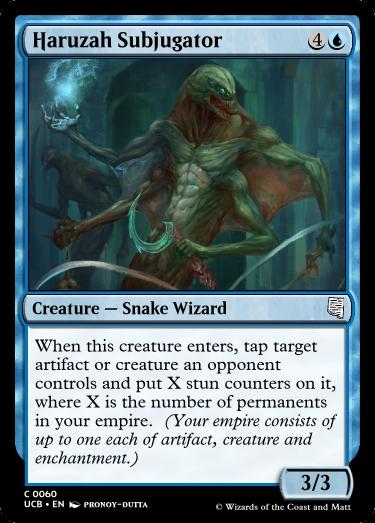 Haruzah Subjugator 4
Creature — Snake Wizard
When this creature enters, tap target
artifact or creature an opponent
controls and put X stun counters on it,
where X is the number of permanents
in your empire. (Your empire consists of
up to one each of artifact, creature and
enchantment.)
3/3
C 0060
UCB • EN PRONOY-DUTTA
© Wizards of the Coast and Matt